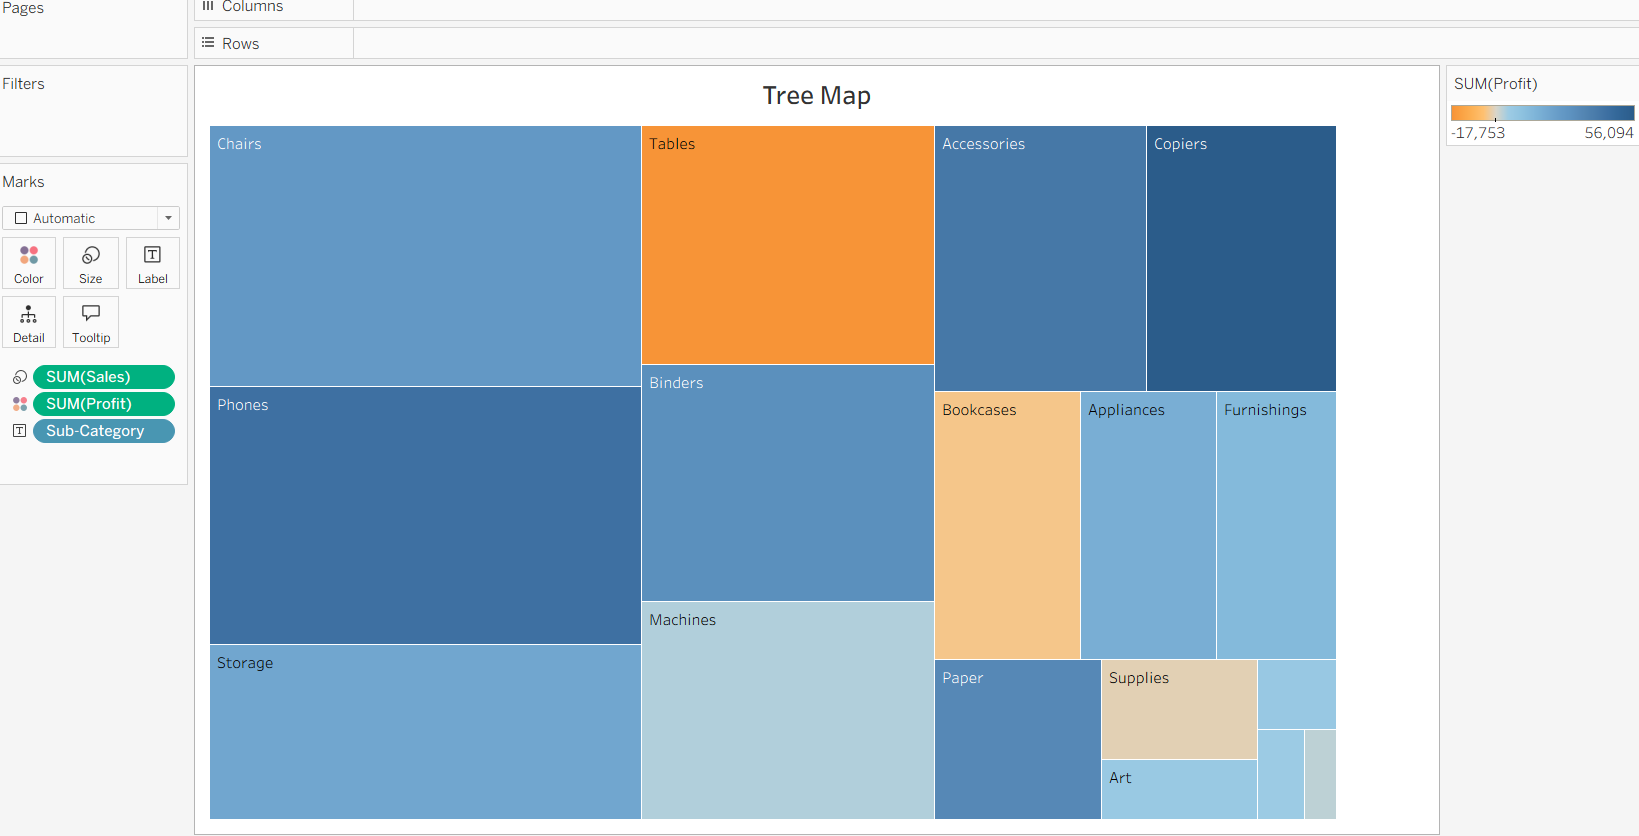 Pages
Columns
Rows
Filters
Marks
Automatic
Color
Size
Label
Detail
Tooltip
SUM(Sales)
SUM(Profit)
Sub-Category
Tree Map
Chairs
Tables
Accessories
Copiers
Binders
Phones
Bookcases
Appliances
Furnishings
Machines
Storage
Paper
Supplies
Art
SUM(Profit)
-17,753
56,094